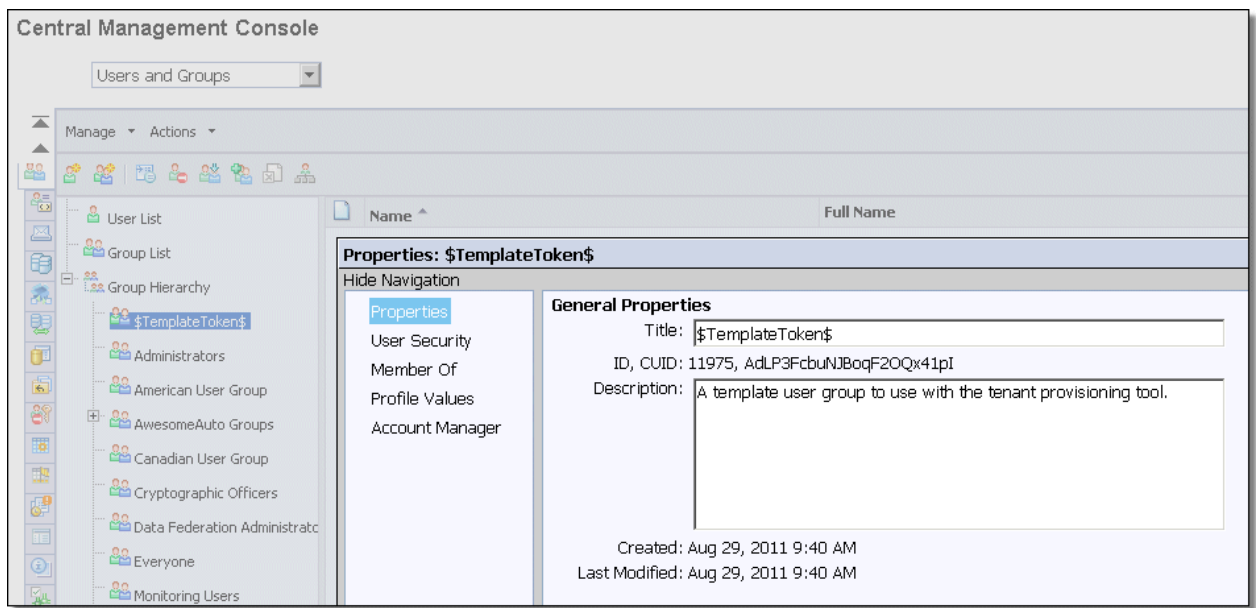 Central Management Console
Users and Groups
Manage Actions
Name Full Name
User List
Group List
Group Hierarchy
$TemplateToken$
Administrators
American User Group
AwesomeAuto Groups
Canadian User Group
Cryptographic Officers
Data Federation Administratc
Everyone
Monitoring Users
Properties: $TemplateToken$
Hide Navigation
Properties
User Security
Member Of
Profile Values
Account Manager
General Properties
Title: $TemplateToken$
ID, CUID: 11975, AdLP3FcbuNJBoqF2OQx41pI
Description: A template user group to use with the tenant provisioning tool.
Created: Aug 29, 2011 9:40 AM
Last Modified: Aug 29, 2011 9:40 AM